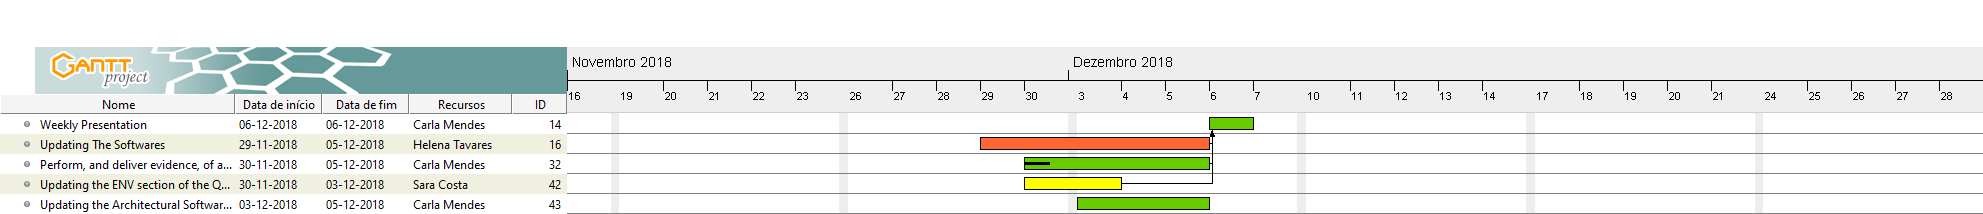 GANTT
project
Novembro 2018 Dezembro 2018
16 19 20 21 22 23 26 27 28 29 30 3 4 5 6 7 10 11 12 13 14 17 18 19 20 21 24 25 26 27 28
Nome Data de início Data de fim Recursos ID
Weekly Presentation 06-12-2018 06-12-2018 Carla Mendes 14
Updating The Softwares 29-11-2018 05-12-2018 Helena Tavares 16
Perform, and deliver evidence, of a... 30-11-2018 05-12-2018 Carla Mendes 32
Updating the ENV section of the Q... 30-11-2018 03-12-2018 Sara Costa 42
Updating the Architectural Softwar... 03-12-2018 05-12-2018 Carla Mendes 43